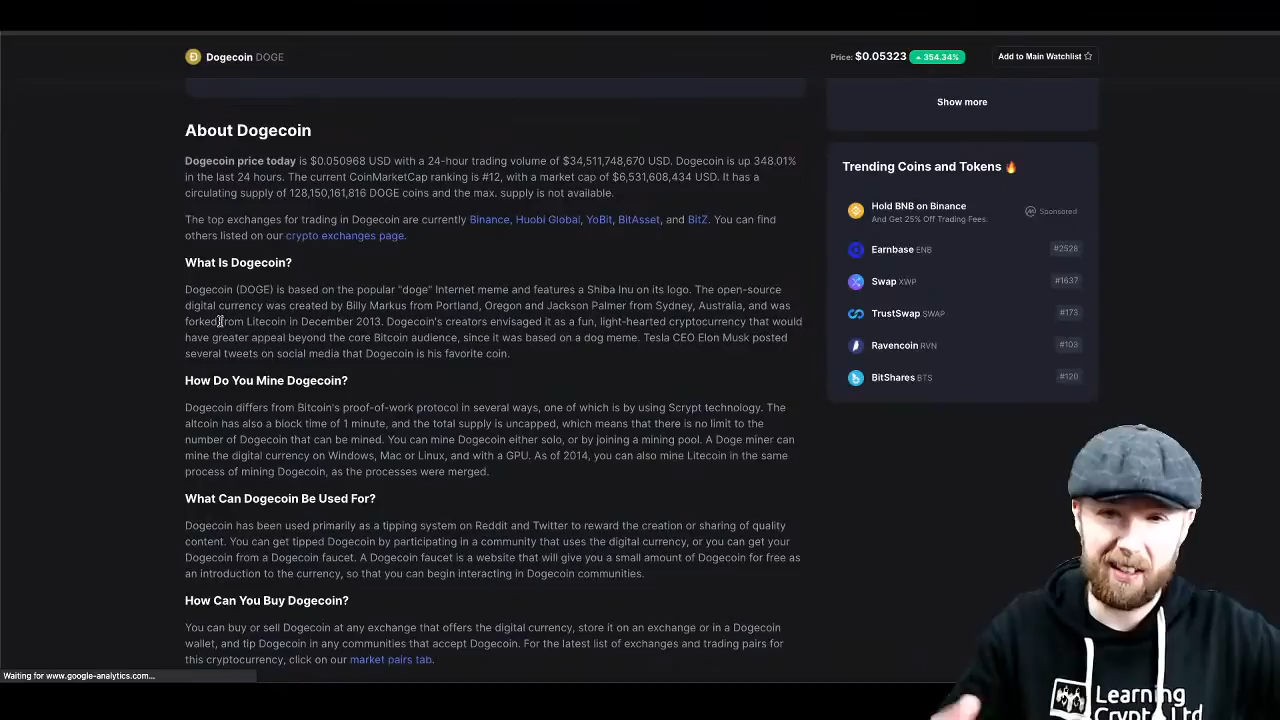 Dogecoin DOGE
Price: $0.05323 354.34%
Add to Main Watchlist
About Dogecoin
Dogecoin price today is $0.050968 USD with a 24-hour trading volume of $34,511,748,670 USD. Dogecoin is up 348.01%
in the last 24 hours. The current CoinMarketCap ranking is #12, with a market cap of $6,531,608,434 USD. It has a
circulating supply of 128,150,161,816 DOGE coins and the max. supply is not available.
The top exchanges for trading in Dogecoin are currently Binance, Huobi Global, YoBit, BitAsset, and BitZ. You can find
others listed on our crypto exchanges page.
What Is Dogecoin?
Dogecoin (DOGE) is based on the popular "doge" Internet meme and features a Shiba Inu on its logo. The open-source
digital currency was created by Billy Markus from Portland, Oregon and Jackson Palmer from Sydney, Australia, and was
forked from Litecoin in December 2013. Dogecoin's creators envisaged it as a fun, light-hearted cryptocurrency that would
have greater appeal beyond the core Bitcoin audience, since it was based on a dog meme. Tesla CEO Elon Musk posted
several tweets on social media that Dogecoin is his favorite coin.
How Do You Mine Dogecoin?
Dogecoin differs from Bitcoin's proof-of-work protocol in several ways, one of which is by using Scrypt technology. The
altcoin has also a block time of 1 minute, and the total supply is uncapped, which means that there is no limit to the
number of Dogecoin that can be mined. You can mine Dogecoin either solo, or by joining a mining pool. A Doge miner can
mine the digital currency on Windows, Mac or Linux, and with a GPU. As of 2014, you can also mine Litecoin in the same
process of mining Dogecoin, as the processes were merged.
What Can Dogecoin Be Used For?
Dogecoin has been used primarily as a tipping system on Reddit and Twitter to reward the creation or sharing of quality
content. You can get tipped Dogecoin by participating in a community that uses the digital currency, or you can get your
Dogecoin from a Dogecoin faucet. A Dogecoin faucet is a website that will give you a small amount of Dogecoin for free as
an introduction to the currency, so that you can begin interacting in Dogecoin communities.
How Can You Buy Dogecoin?
You can buy or sell Dogecoin at any exchange that offers the digital currency, store it on an exchange or in a Dogecoin
wallet, and tip Dogecoin in any communities that accept Dogecoin. For the latest list of exchanges and trading pairs for
this cryptocurrency, click on our market pairs tab.
Show more
Trending Coins and Tokens 🔥
Hold BNB on Binance
And Get 25% Off Trading Fees.
Sponsored
Earnbase ENB #2528
Swap XWP #1637
TrustSwap SWAP #173
Ravencoin RVN #103
BitShares BTS #120
Waiting for www.google-analytics.com...
Learning
Crypto Ltd